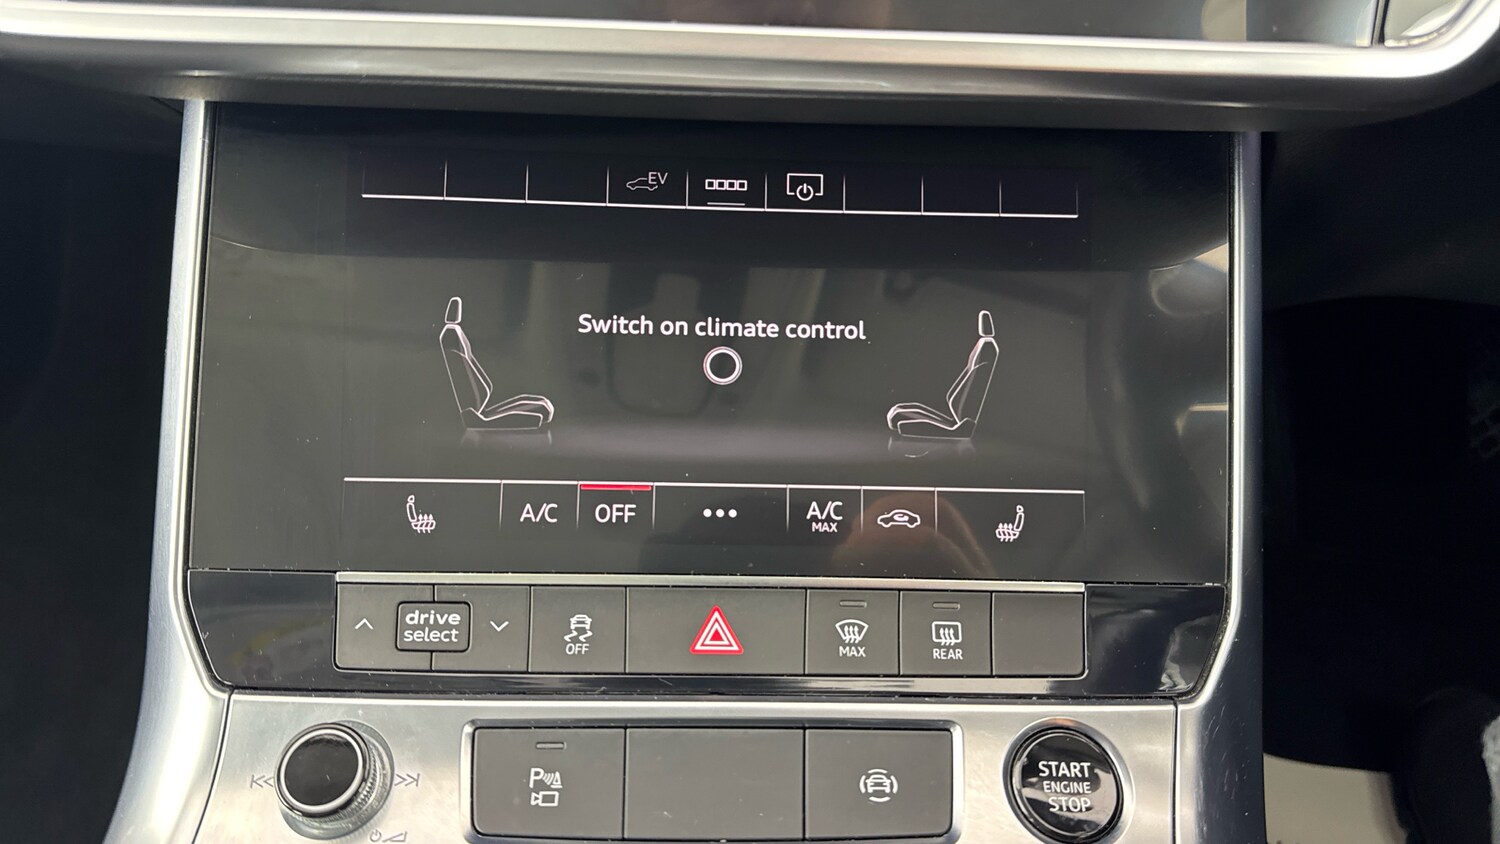 EV
Switch on climate control
A/C
OFF
A/C
MAX
drive
select
OFF
MAX
REAR
P
START
ENGINE
STOP